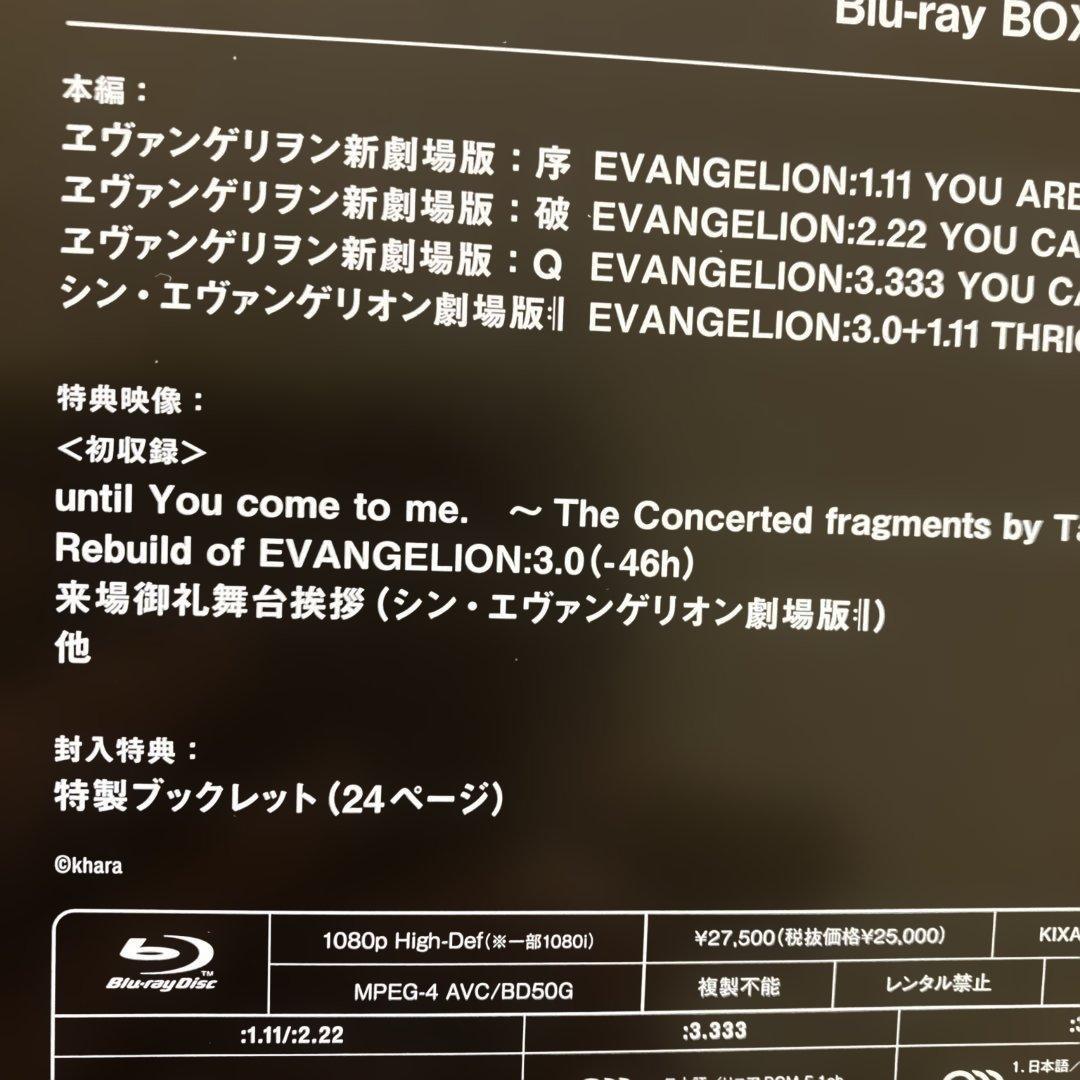 Blu-ray BOX
本編：
ヱヴァンゲリヲン新劇場版：序 EVANGELION:1.11 YOU ARE
ヱヴァンゲリヲン新劇場版：破 EVANGELION:2.22 YOU CA
ヱヴァンゲリヲン新劇場版：Q EVANGELION:3.333 YOU CA
シン・エヴァンゲリオン劇場版𝄇 EVANGELION:3.0+1.11 THRIC
特典映像：
＜初収録＞
until You come to me. ～The Concerted fragments by Ta
Rebuild of EVANGELION:3.0(-46h)
来場御礼舞台挨拶(シン・エヴァンゲリオン劇場版𝄇)
他
封入特典：
特製ブックレット(24ページ)
©khara
Blu-ray Disc™ 1080p High-Def(※一部1080i) ¥27,500(税抜価格¥25,000) KIXA
MPEG-4 AVC/BD50G 複製不能 レンタル禁止
:1.11/:2.22 :3.333
1.日本語/